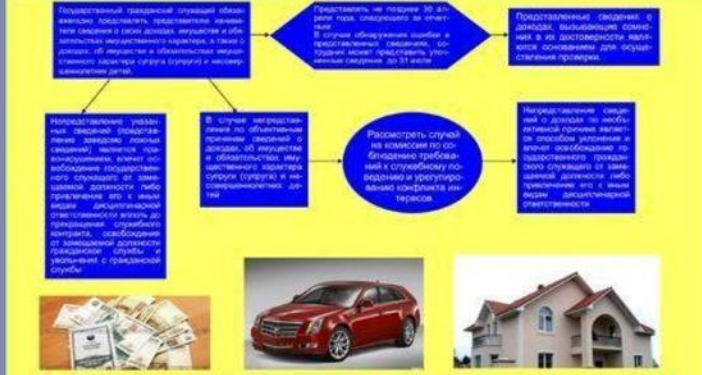 Государственный гражданский служащий обязан
ежегодно представлять представителю нанима-
теля сведения о своих доходах, имуществе и обя-
зательствах имущественного характера, а также о
доходах, об имуществе и обязательствах имуще-
ственного характера супруга (супруги) и несовер-
шеннолетних детей.
Представлять не позднее 30 ап-
реля года, следующего за отчет-
ным
В случае обнаружения ошибки в
представленных сведениях, со-
трудник может представить уточ-
ненные сведения до 31 июля
Представленные сведения о
доходах, вызывающие сомне-
ния в их достоверности явля-
ются основанием для осуще-
ствления проверки.
Непредставление указан-
ных сведений (представ-
ление заведомо ложных
сведений) является пра-
вонарушением, влечет ос-
вобождение государствен-
ного служащего от заме-
щаемой должности либо
привлечение его к иным
видам дисциплинарной
ответственности вплоть до
прекращения служебного
контракта, освобождения
от замещаемой должности
гражданской службы и
увольнения с гражданской
службы
В случае непредстав-
ления по объективным
причинам сведений о
доходах, об имуществе
и обязательствах иму-
щественного характера
супруги (супруга) и не-
совершеннолетних де-
тей
Рассмотреть случай
на комиссии по со-
блюдению требова-
ний к служебному по-
ведению и урегулиро-
ванию конфликта ин-
тересов
Непредставление сведе-
ний о доходах по необъ-
ективной причине являет-
ся способом уклонения и
влечет освобождение го-
сударственного граждан-
ского служащего от заме-
щаемой должности либо
привлечение его к иным
видам дисциплинарной
ответственности